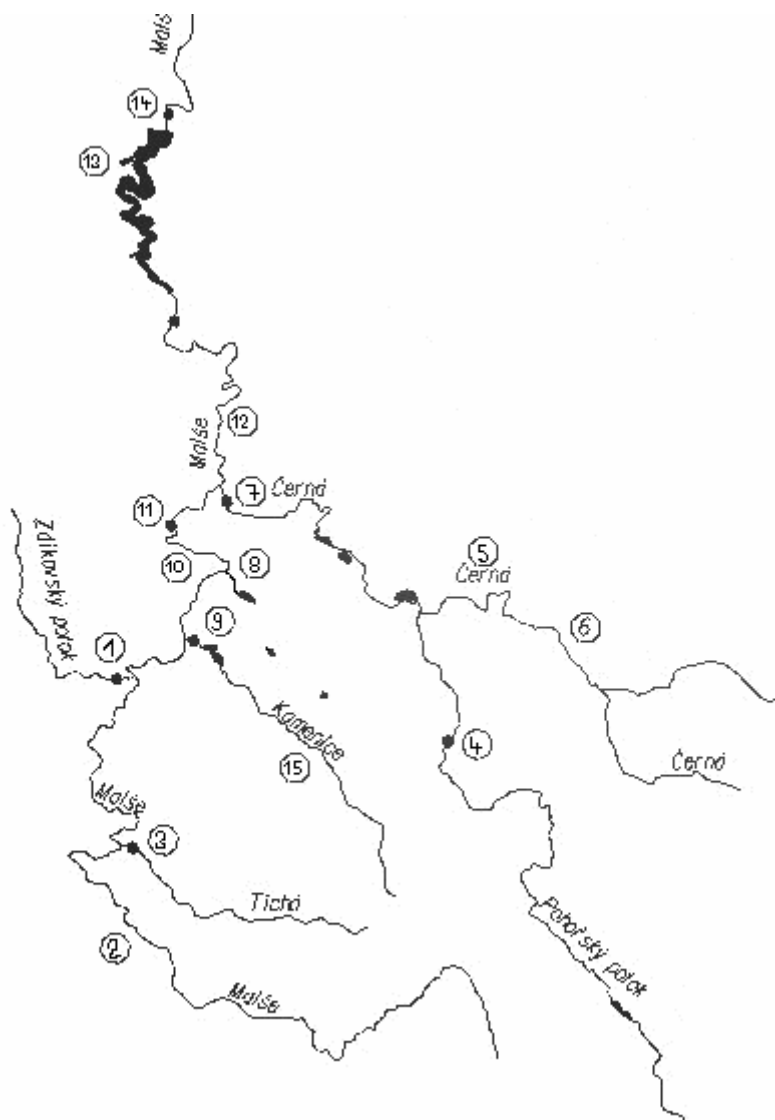 Malše
14
13
12
Malše
7
Černá
11
Zdíkovský potok
10
8
5
Černá
9
6
1
Kamenice
4
15
Černá
Malše
3
Tichá
Pohořský potok
2
Malše